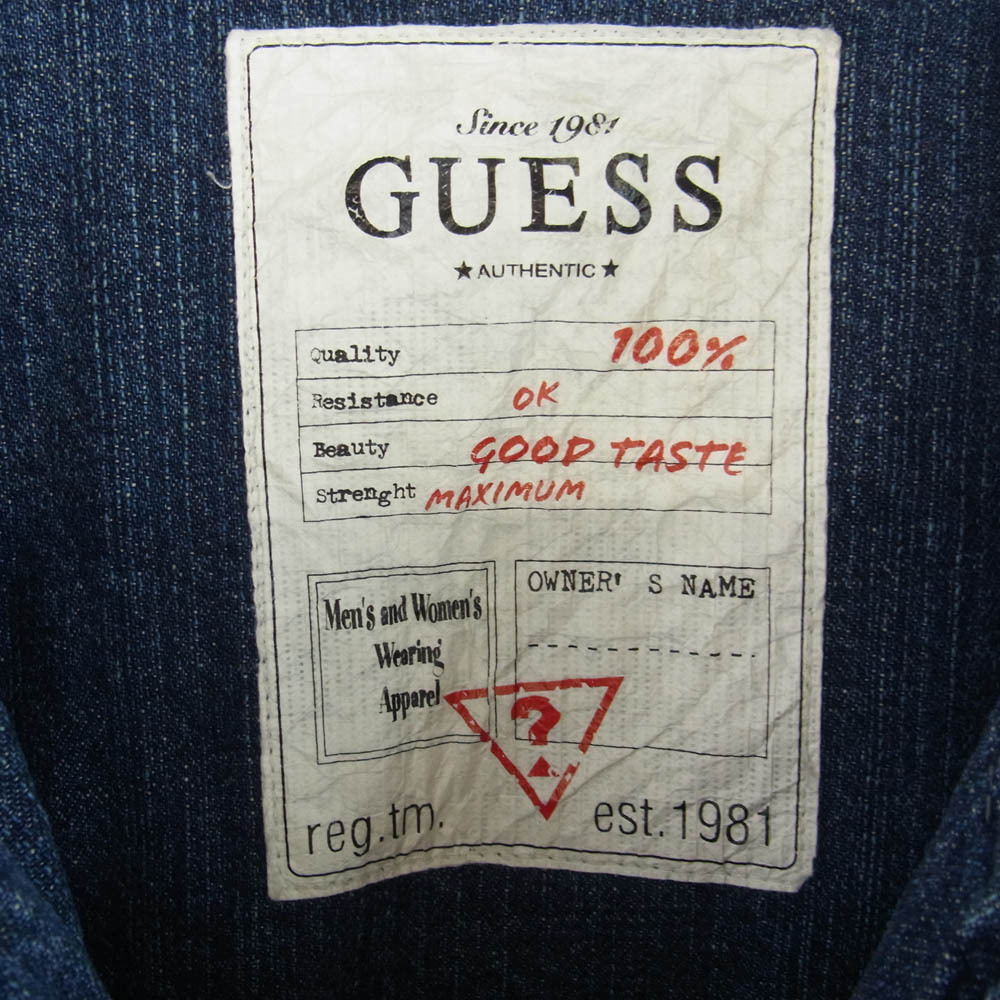 Since 1981
GUESS
★ AUTHENTIC ★
Quality 100%
Resistance OK
Beauty GOOD TASTE
Strenght MAXIMUM
Men's and Women's
Wearing
Apparel
OWNER' S NAME
?
reg.tm.
est.1981